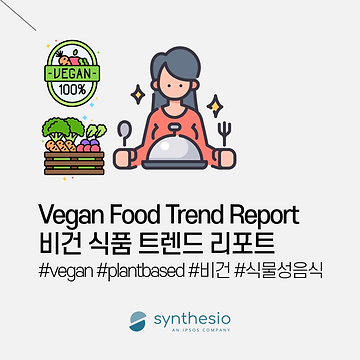 VEGAN
100%
Vegan Food Trend Report
비건 식품 트렌드 리포트
#vegan #plantbased #비건 #식물성음식
synthesio
AN IPSOS COMPANY